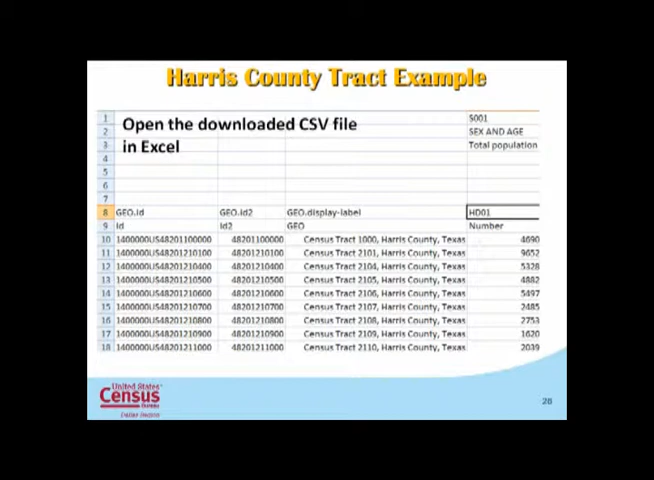 Harris County Tract Example
Open the downloaded CSV file
in Excel
1 S001
2 SEX AND AGE
3 Total population
4
5
6
7
8 GEO.id GEO.id2 GEO.display-label HD01
9 Id Id2 GEO Number
10 1400000US48201100000 48201100000 Census Tract 1000, Harris County, Texas 4690
11 1400000US48201210100 48201210100 Census Tract 2101, Harris County, Texas 9652
12 1400000US48201210400 48201210400 Census Tract 2104, Harris County, Texas 5328
13 1400000US48201210500 48201210500 Census Tract 2105, Harris County, Texas 4882
14 1400000US48201210600 48201210600 Census Tract 2106, Harris County, Texas 5497
15 1400000US48201210700 48201210700 Census Tract 2107, Harris County, Texas 2485
16 1400000US48201210800 48201210800 Census Tract 2108, Harris County, Texas 2753
17 1400000US48201210900 48201210900 Census Tract 2109, Harris County, Texas 1620
18 1400000US48201211000 48201211000 Census Tract 2110, Harris County, Texas 2039
United States
Census
Bureau
28